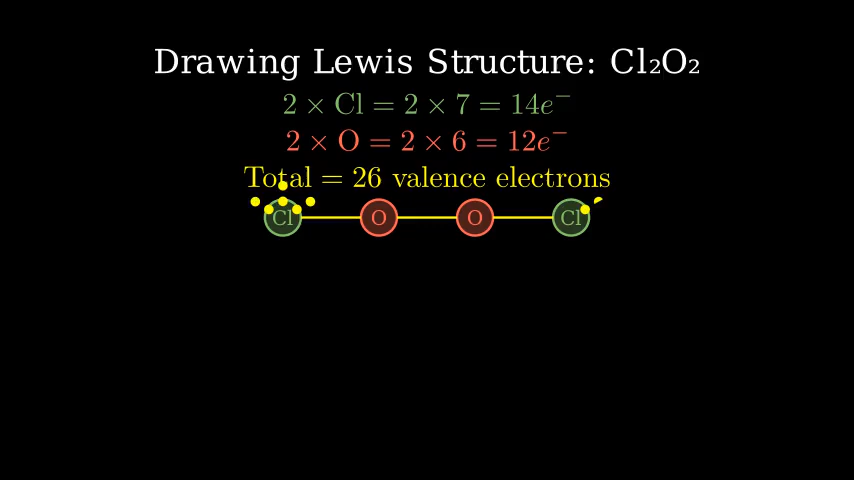 Drawing Lewis Structure: Cl₂O₂
2 × Cl = 2 × 7 = 14e⁻
2 × O = 2 × 6 = 12e⁻
Total = 26 valence electrons
Cl O O Cl